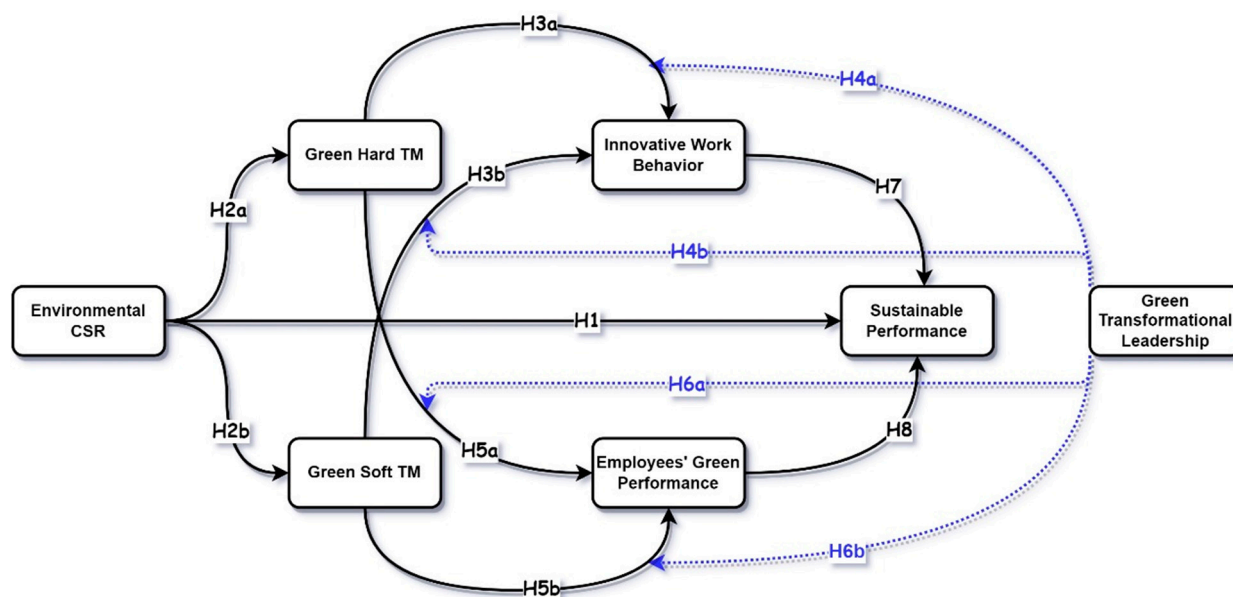 H3a
H4a
Green Hard TM
Innovative Work
Behavior
H3b
H7
H2a
H4b
Environmental
CSR
H1
Sustainable
Performance
Green
Transformational
Leadership
H6a
H2b
H5a
H8
Green Soft TM
Employees' Green
Performance
H6b
H5b